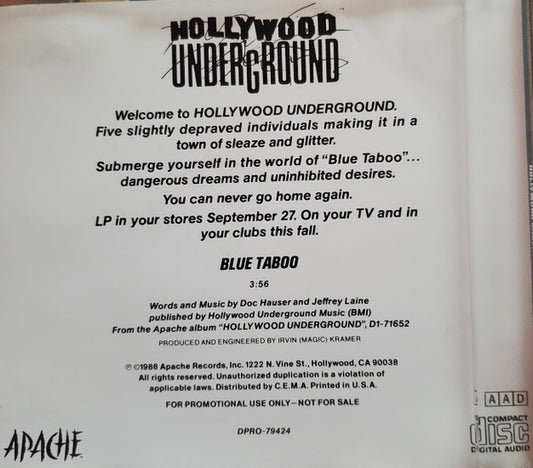 HOLLYWOOD
UNDERGROUND
Welcome to HOLLYWOOD UNDERGROUND.
Five slightly depraved individuals making it in a
town of sleaze and glitter.
Submerge yourself in the world of "Blue Taboo"...
dangerous dreams and uninhibited desires.
You can never go home again.
LP in your stores September 27. On your TV and in
your clubs this fall.
BLUE TABOO
3:56
Words and Music by Doc Hauser and Jeffrey Laine
published by Hollywood Underground Music (BMI)
From the Apache album "HOLLYWOOD UNDERGROUND", D1-71652
PRODUCED AND ENGINEERED BY IRVIN (MAGIC) KRAMER
℗ ©1988 Apache Records, Inc. 1222 N. Vine St., Hollywood, CA 90038
All rights reserved. Unauthorized duplication is a violation of
applicable laws. Distributed by C.E.M.A. Printed in U.S.A.
FOR PROMOTIONAL USE ONLY—NOT FOR SALE
DPRO-79424
APACHE
AAD
COMPACT
disc
DIGITAL AUDIO